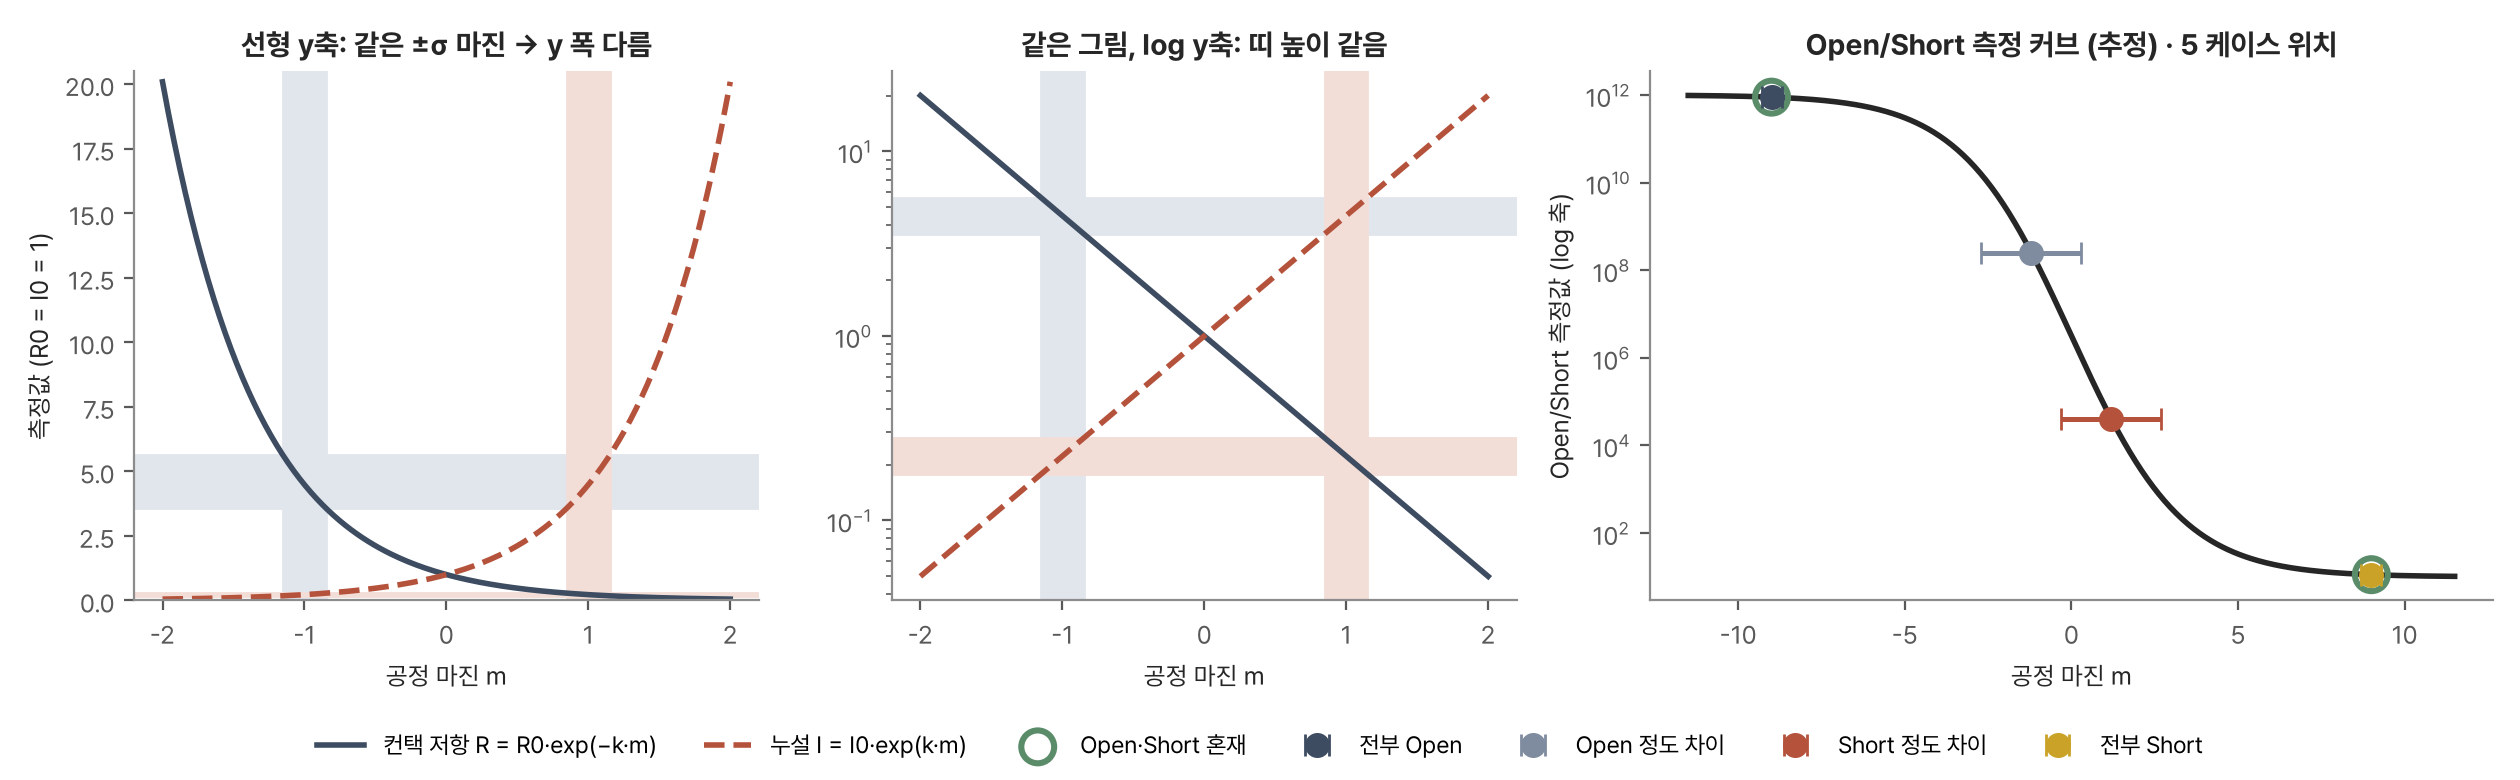 선형 y축: 같은 ±σ 마진 → y 폭 다름
측정값 (R0 = I0 = 1)
20.0
17.5
15.0
12.5
10.0
7.5
5.0
2.5
0.0
-2
-1
0
1
2
공정 마진 m
같은 그림, log y축: 띠 높이 같음
10¹
10⁰
10⁻¹
-2
-1
0
1
2
공정 마진 m
Open/Short 측정 커브 (추정) · 5 케이스 위치
Open/Short 측정값 (log 축)
10¹²
10¹⁰
10⁸
10⁶
10⁴
10²
-10
-5
0
5
10
공정 마진 m
컨택 저항 R = R0·exp(−k·m)
누설 I = I0·exp(k·m)
Open·Short 혼재
전부 Open
Open 정도 차이
Short 정도 차이
전부 Short